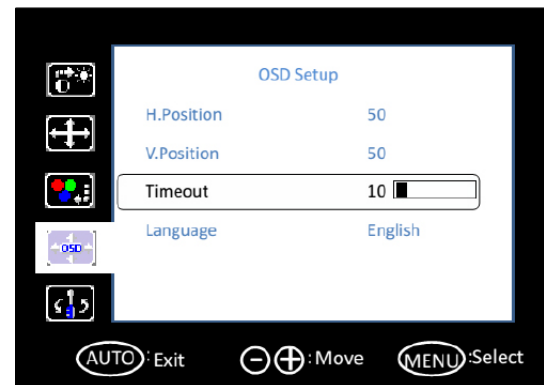 OSD Setup
H.Position 50
V.Position 50
Timeout 10
OSD
Language English
AUTO : Exit - + : Move MENU :Select